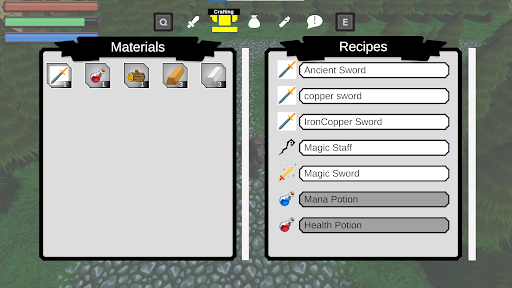 Crafting
Q
E
Materials
1
1
1
3
3
Recipes
Ancient Sword
copper sword
IronCopper Sword
Magic Staff
Magic Sword
Mana Potion
Health Potion